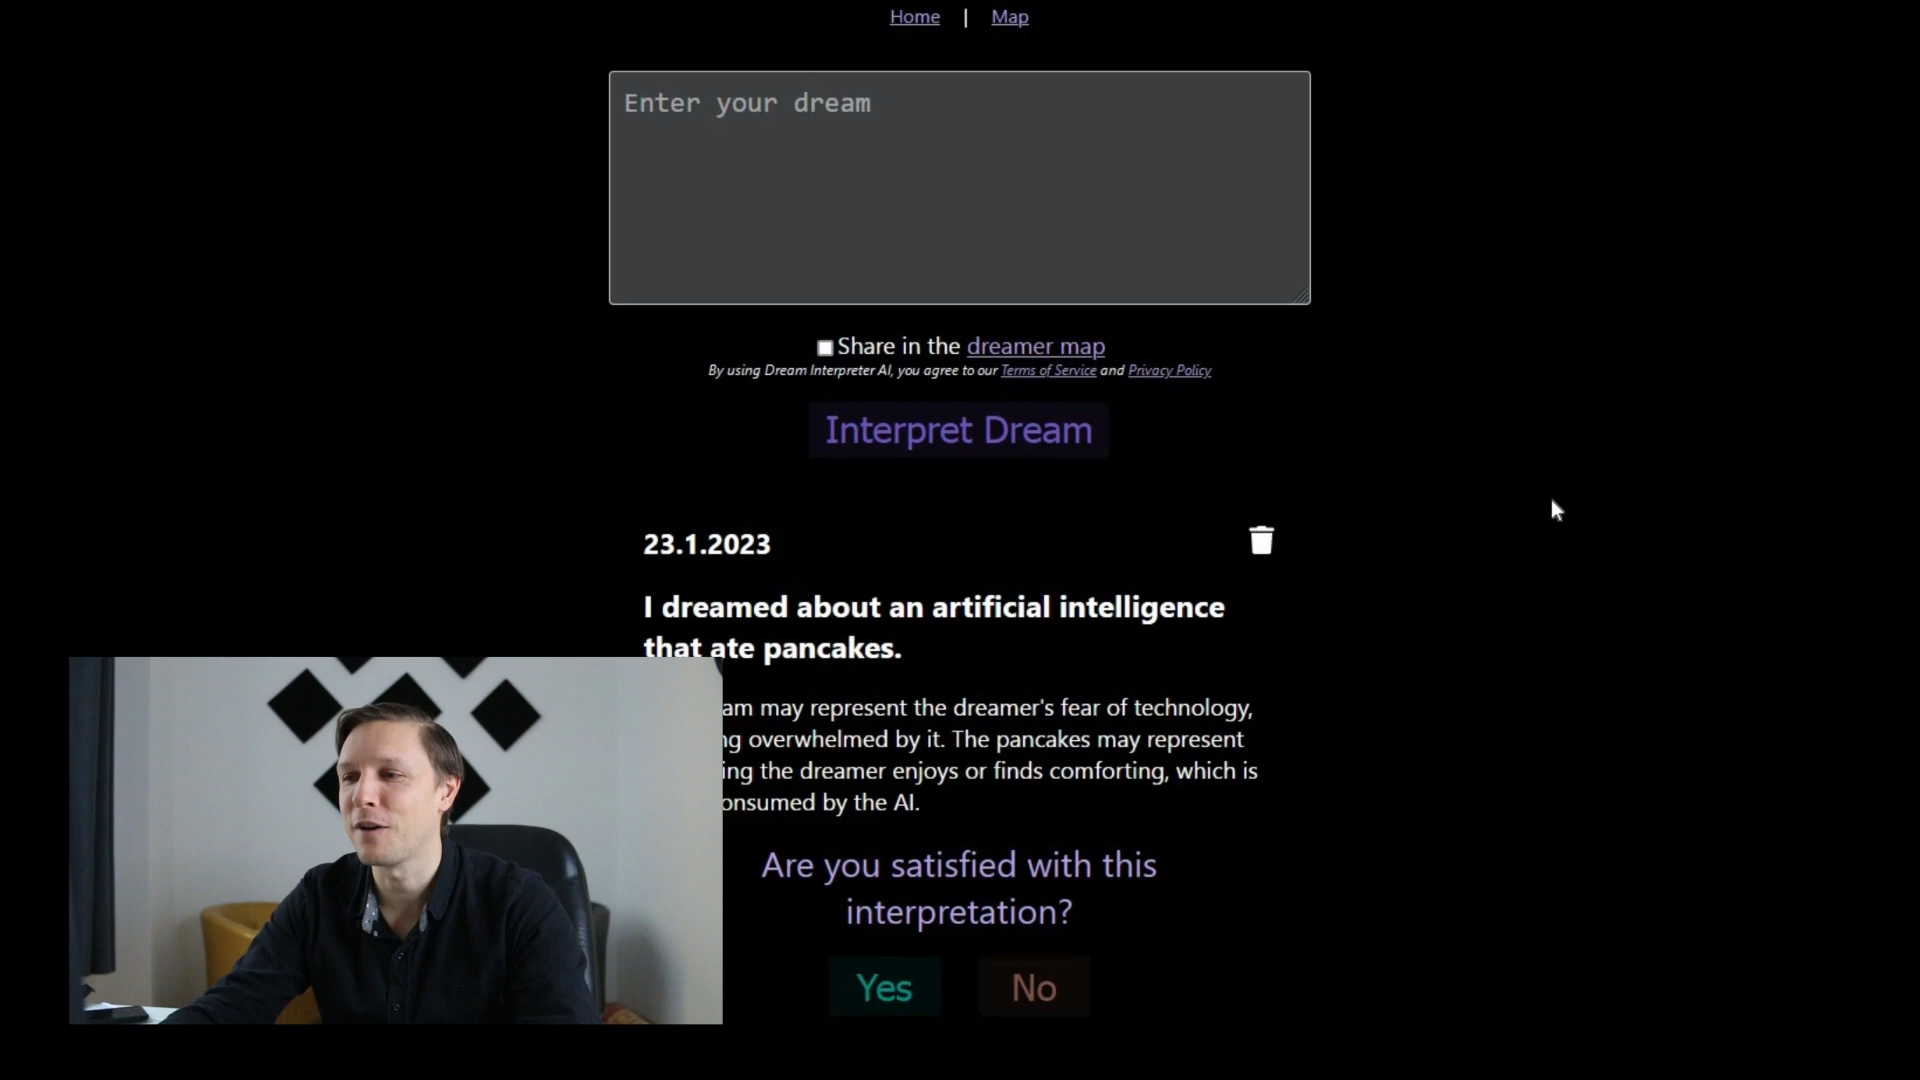 Home | Map
Enter your dream
Share in the dreamer map
By using Dream Interpreter AI, you agree to our Terms of Service and Privacy Policy
Interpret Dream
23.1.2023
I dreamed about an artificial intelligence
that ate pancakes.
may represent the dreamer's fear of technology,
overwhelmed by it. The pancakes may represent
the dreamer enjoys or finds comforting, which is
by the AI.
Are you satisfied with this
interpretation?
Yes No